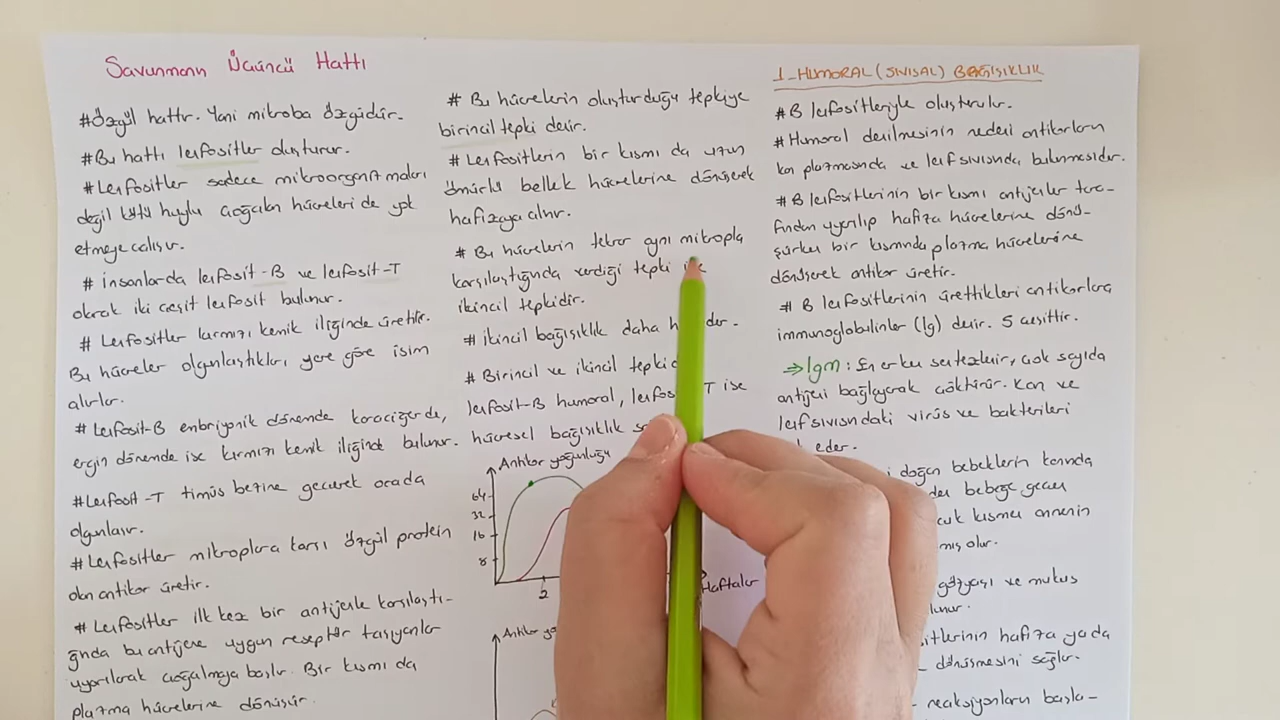 Savunmanın Üçüncü Hattı
#Özgül hattır. Yani mikroba özgüdür.
#Bu hattı lenfositler oluşturur.
#Lenfositler sadece mikroorganizmaları
değil kötü huylu çoğalan hücreleri de yok
etmeye çalışır.
# İnsanlarda lenfosit-B ve lenfosit-T
olarak iki çeşit lenfosit bulunur.
# Lenfositler kırmızı kemik iliğinde üretilir.
Bu hücreler olgunlaştıkları yere göre isim
alırlar.
# Lenfosit-B embriyonik dönemde karaciğerde,
ergin dönemde ise kırmızı kemik iliğinde bulunur.
#Lenfosit-T timüs bezine geçerek orada
olgunlaşır.
#Lenfositler mikroplara karşı özgül protein
olan antikor üretir.
# Lenfositler ilk kez bir antijenle karşılaştı-
ğında bu antijene uygun reseptör taşıyanlar
uyarılarak çoğalmaya başlar. Bir kısmı da
plazma hücrelerine dönüşür.
# Bu hücrelerin oluşturduğu tepkiye
birincil tepki denir.
# Lenfositlerin bir kısmı da uzun
ömürlü bellek hücrelerine dönüşerek
hafızaya alınır.
# Bu hücrelerin tekrar aynı mikropla
karşılaştığında verdiği tepki ise
ikincil tepkidir.
# İkincil bağışıklık daha
# Birincil ve ikincil
lenfosit-B humoral, T ise
hücresel bağışıklık
Antikor yoğunluğu
64
32
16
8
2
Haftalar
Antikor
1-HUMORAL (SIVISAL) BAĞIŞIKLIK
# B lenfositleriyle oluşturulur.
# Humoral denilmesinin nedeni antikorların
kan plazmasında ve lenf sıvısında bulunmasıdır.
# B lenfositlerinin bir kısmı antijenler tara-
fından uyarılıp hafıza hücrelerine dönü-
şürken bir kısmında plazma hücrelerine
dönüşerek antikor üretir.
# B lenfositlerinin ürettikleri antikorlara
immunoglobulinler (Ig) denir. 5 çeşittir.
→IgM: En erken sentezlenir, çok sayıda
antijeni bağlayarak çöktürür. Kan ve
lenf sıvısındaki virüs ve bakterileri
eder.
doğan bebeklerin kanında
bebeğe geçen
kısmen annenin
mış olur.
gözyaşı ve mukus
hafıza ya da
dönüşmesini sağlar.
reaksiyonların başla-